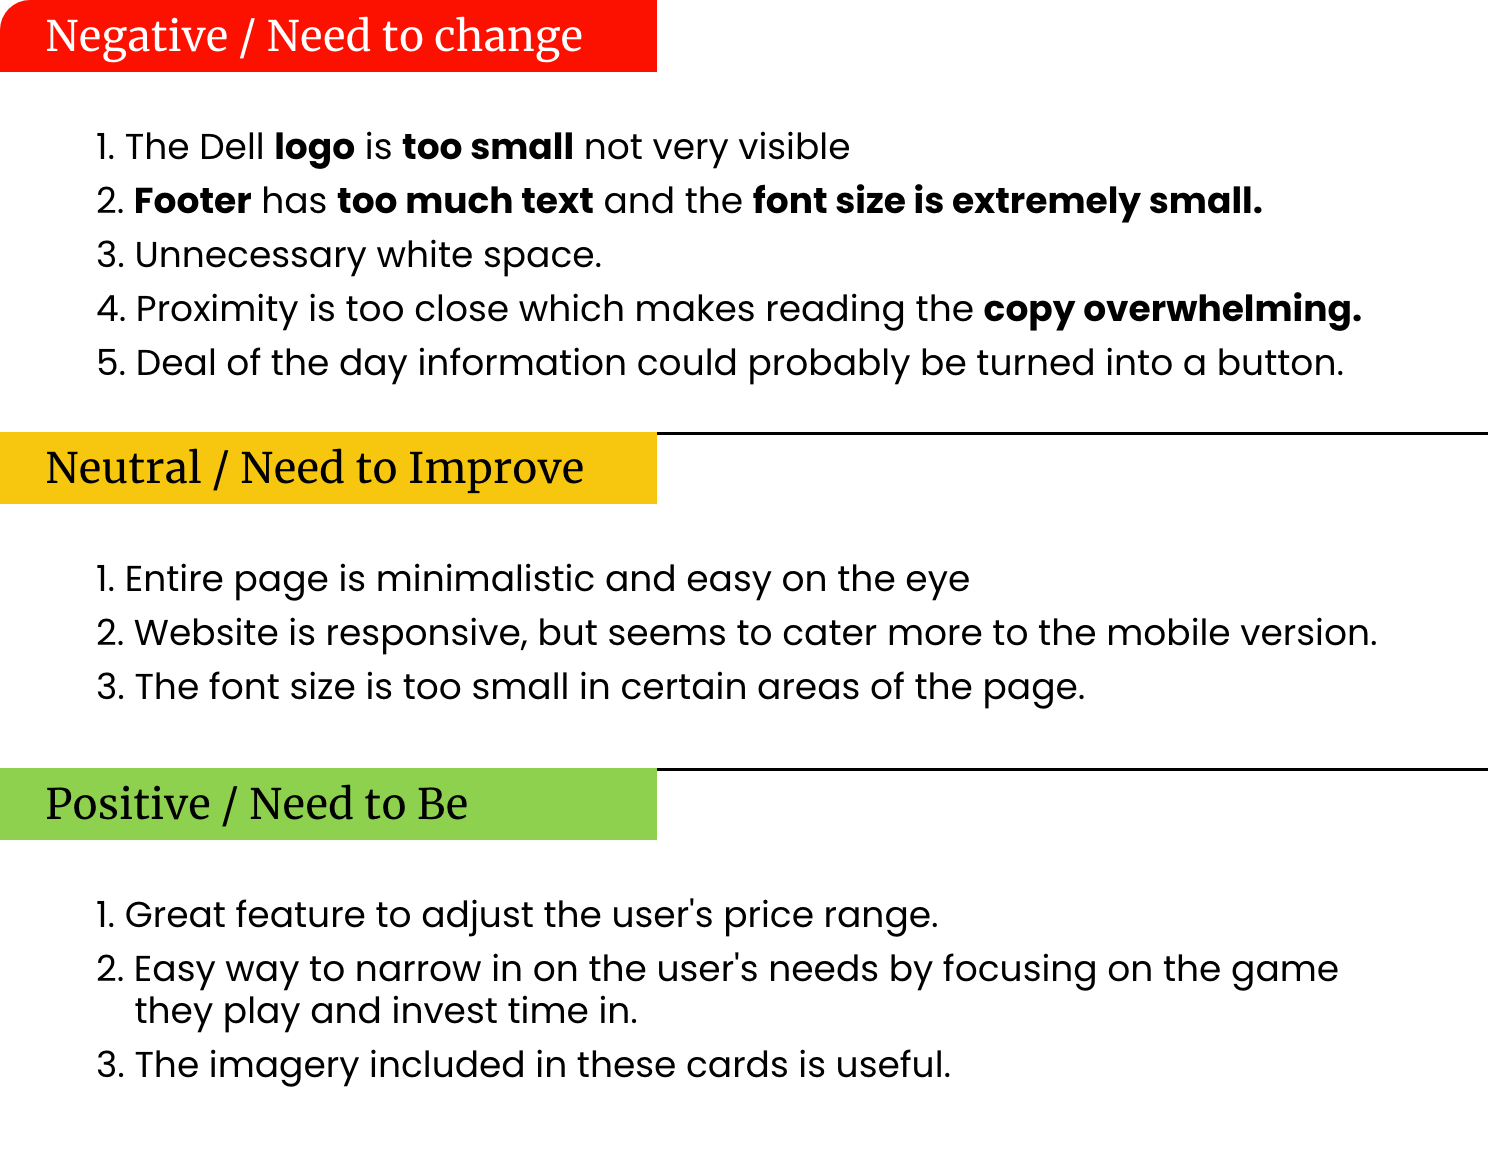 Negative / Need to change
1. The Dell logo is too small not very visible
2. Footer has too much text and the font size is extremely small.
3. Unnecessary white space.
4. Proximity is too close which makes reading the copy overwhelming.
5. Deal of the day information could probably be turned into a button.
Neutral / Need to Improve
1. Entire page is minimalistic and easy on the eye
2. Website is responsive, but seems to cater more to the mobile version.
3. The font size is too small in certain areas of the page.
Positive / Need to Be
1. Great feature to adjust the user's price range.
2. Easy way to narrow in on the user's needs by focusing on the game
they play and invest time in.
3. The imagery included in these cards is useful.